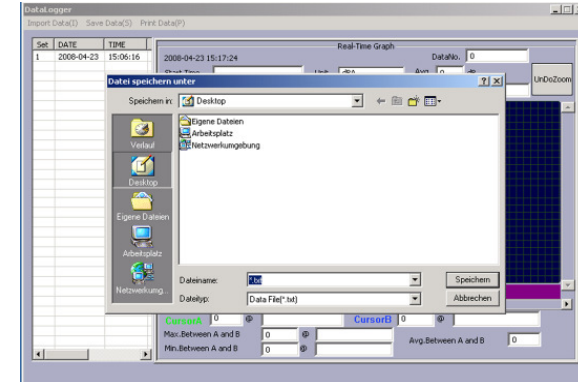 DataLogger
Import Data(I) Save Data(S) Print Data(P)
Set DATE TIME
1 2008-04-23 15:06:16
Real-Time Graph
2008-04-23 15:17:24
DataNo. 0
Start Time Unit dBA Avg 0
UnDoZoom
Datei speichern unter
Speichern in: Desktop
Verlauf
Desktop
Eigene Dateien
Arbeitsplatz
Netzwerkumg...
Eigene Dateien
Arbeitsplatz
Netzwerkumgebung
Dateiname: *.txt Speichern
Dateityp: Data File(*.txt) Abbrechen
CursorA 0 @ CursorB 0 @
Max.Between A and B 0 @
Avg.Between A and B 0
Min.Between A and B 0 @